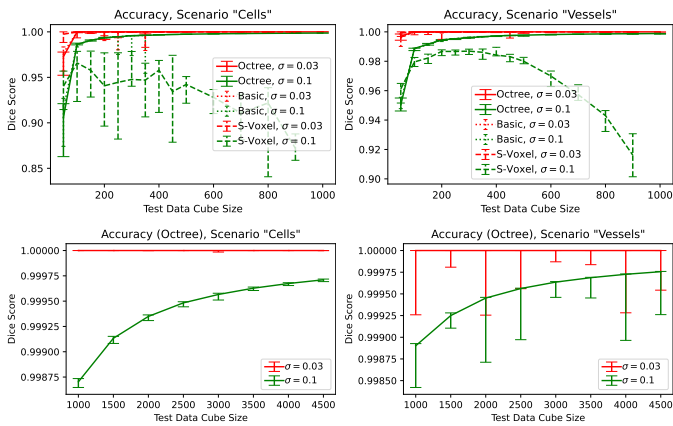 Accuracy, Scenario "Cells"
Dice Score
1.00
0.95
0.90
0.85
Octree, σ = 0.03
Octree, σ = 0.1
Basic, σ = 0.03
Basic, σ = 0.1
S-Voxel, σ = 0.03
S-Voxel, σ = 0.1
200 400 600 800 1000
Test Data Cube Size
Accuracy, Scenario "Vessels"
Dice Score
1.00
0.98
0.96
0.94
0.92
0.90
Octree, σ = 0.03
Octree, σ = 0.1
Basic, σ = 0.03
Basic, σ = 0.1
S-Voxel, σ = 0.03
S-Voxel, σ = 0.1
200 400 600 800 1000
Test Data Cube Size
Accuracy (Octree), Scenario "Cells"
Dice Score
1.00000
0.99975
0.99950
0.99925
0.99900
0.99875
σ = 0.03
σ = 0.1
1000 1500 2000 2500 3000 3500 4000 4500
Test Data Cube Size
Accuracy (Octree), Scenario "Vessels"
Dice Score
1.00000
0.99975
0.99950
0.99925
0.99900
0.99875
0.99850
σ = 0.03
σ = 0.1
1000 1500 2000 2500 3000 3500 4000 4500
Test Data Cube Size